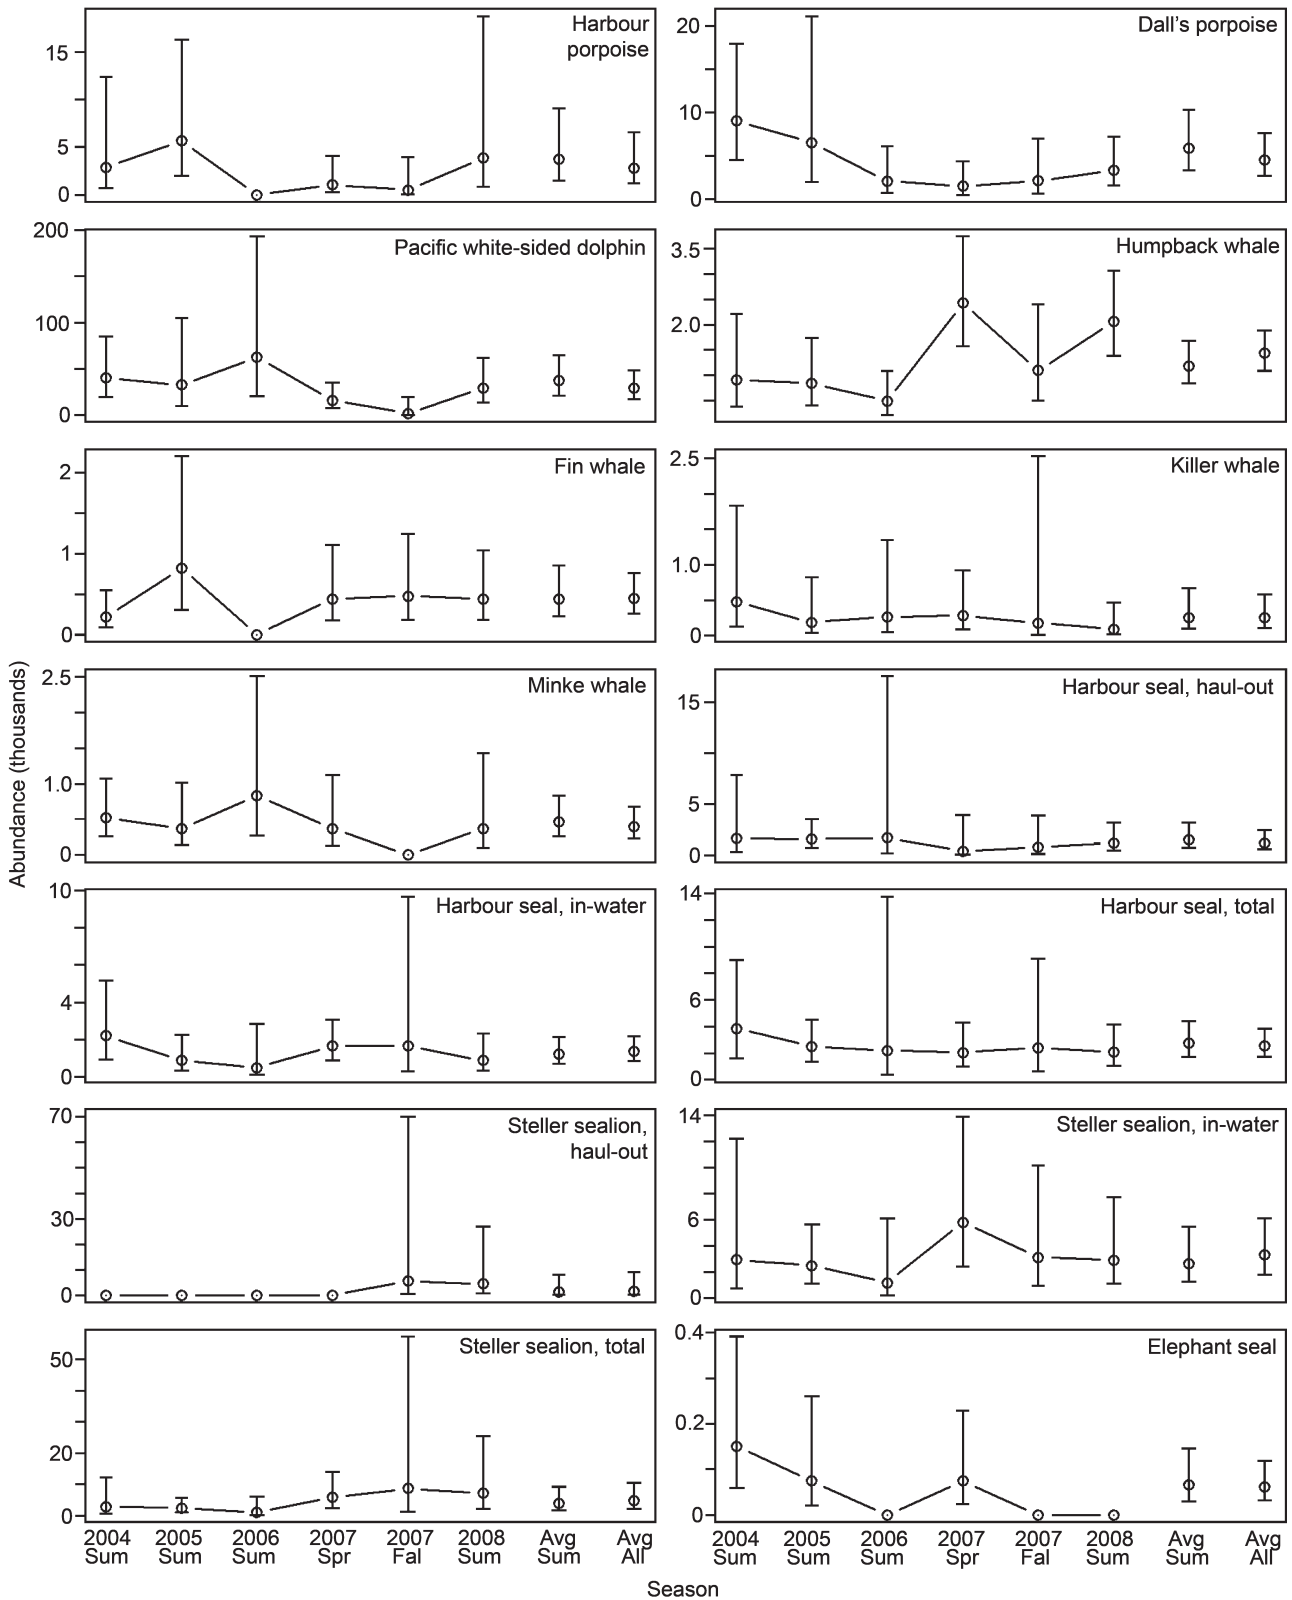 Abundance (thousands)
Harbour
porpoise
15
5
0
Dall's porpoise
20
10
0
Pacific white-sided dolphin
200
100
0
Humpback whale
3.5
2.0
Fin whale
2
1
0
Killer whale
2.5
1.0
0
Minke whale
2.5
1.0
0
Harbour seal, haul-out
15
5
0
Harbour seal, in-water
10
4
0
Harbour seal, total
14
6
0
Steller sealion,
haul-out
70
30
0
Steller sealion, in-water
14
6
0
Steller sealion, total
50
20
0
Elephant seal
0.4
0.2
0
2004 2005 2006 2007 2007 2008 Avg Avg
Sum Sum Sum Spr Fal Sum Sum All
2004 2005 2006 2007 2007 2008 Avg Avg
Sum Sum Sum Spr Fal Sum Sum All
Season